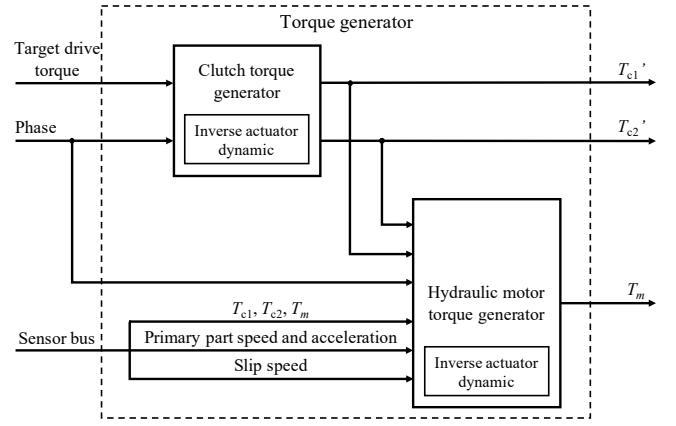 Torque generator
Target drive
torque
Clutch torque
generator
T_c1’
Phase
Inverse actuator
dynamic
T_c2’
Hydraulic motor
torque generator
T_m
T_c1, T_c2, T_m
Sensor bus
Primary part speed and acceleration
Slip speed
Inverse actuator
dynamic